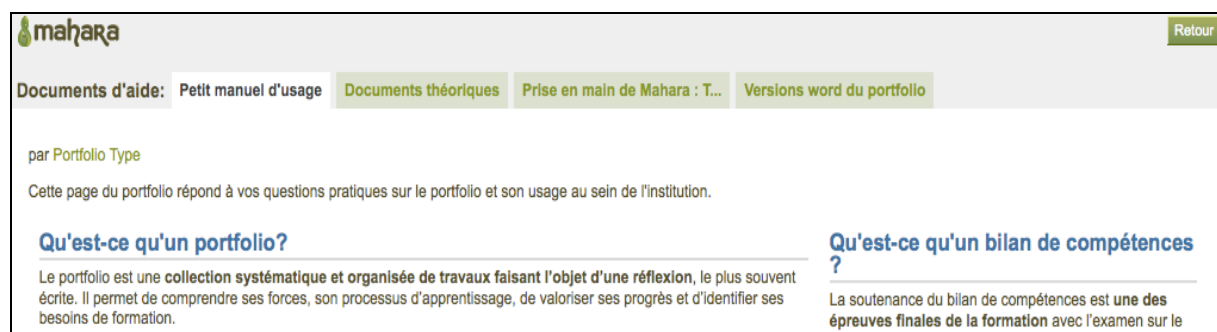 mahara
Retour
Documents d'aide: Petit manuel d'usage Documents théoriques Prise en main de Mahara : T... Versions word du portfolio
par Portfolio Type
Cette page du portfolio répond à vos questions pratiques sur le portfolio et son usage au sein de l'institution.
Qu'est-ce qu'un portfolio?
Le portfolio est une collection systématique et organisée de travaux faisant l'objet d'une réflexion, le plus souvent
écrite. Il permet de comprendre ses forces, son processus d'apprentissage, de valoriser ses progrès et d'identifier ses
besoins de formation.
Qu'est-ce qu'un bilan de compétences
?
La soutenance du bilan de compétences est une des
épreuves finales de la formation avec l'examen sur le